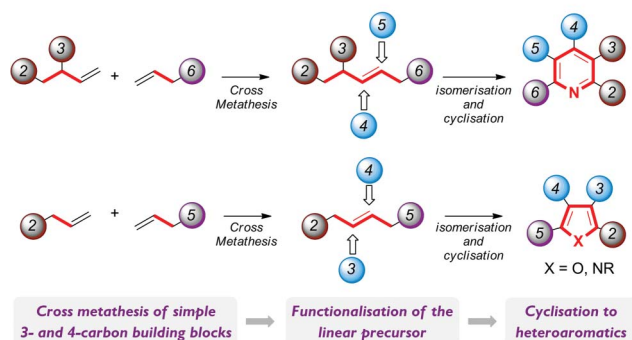 5
3
3
4
2
+
6
2
6
5
3
Cross
Metathesis
isomerisation
and
cyclisation
6
N
2
4
4
4
3
2
+
5
2
5
5
2
Cross
Metathesis
isomerisation
and
cyclisation
X
3
X = O, NR
Cross metathesis of simple
3- and 4-carbon building blocks
Functionalisation of the
linear precursor
Cyclisation to
heteroaromatics